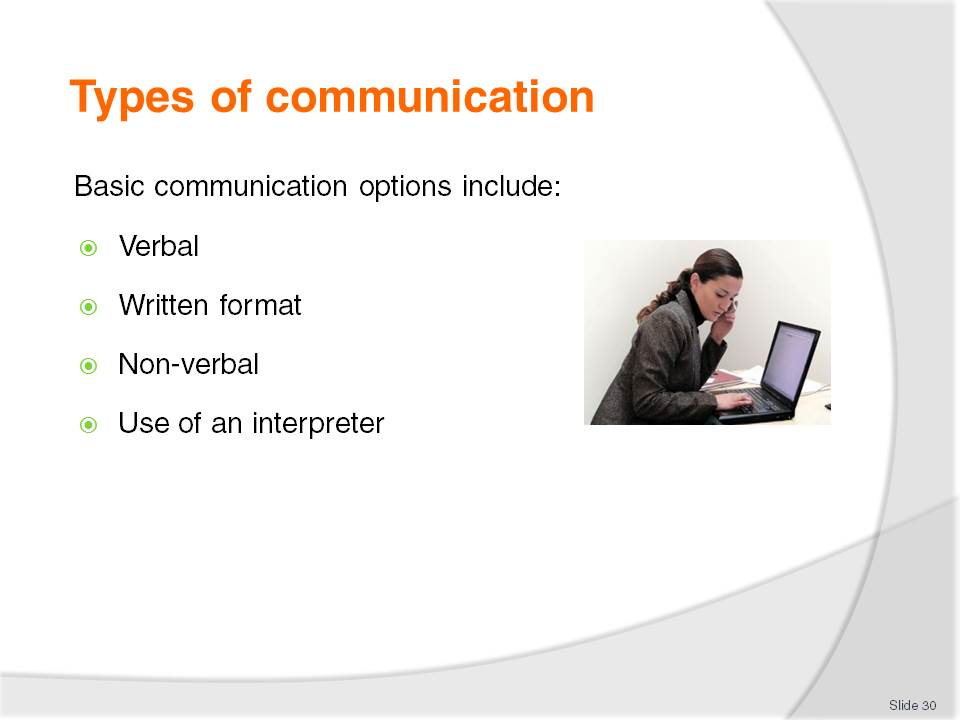 Types of communication
Basic communication options include:
Verbal
Written format
Non-verbal
Use of an interpreter
Slide 30